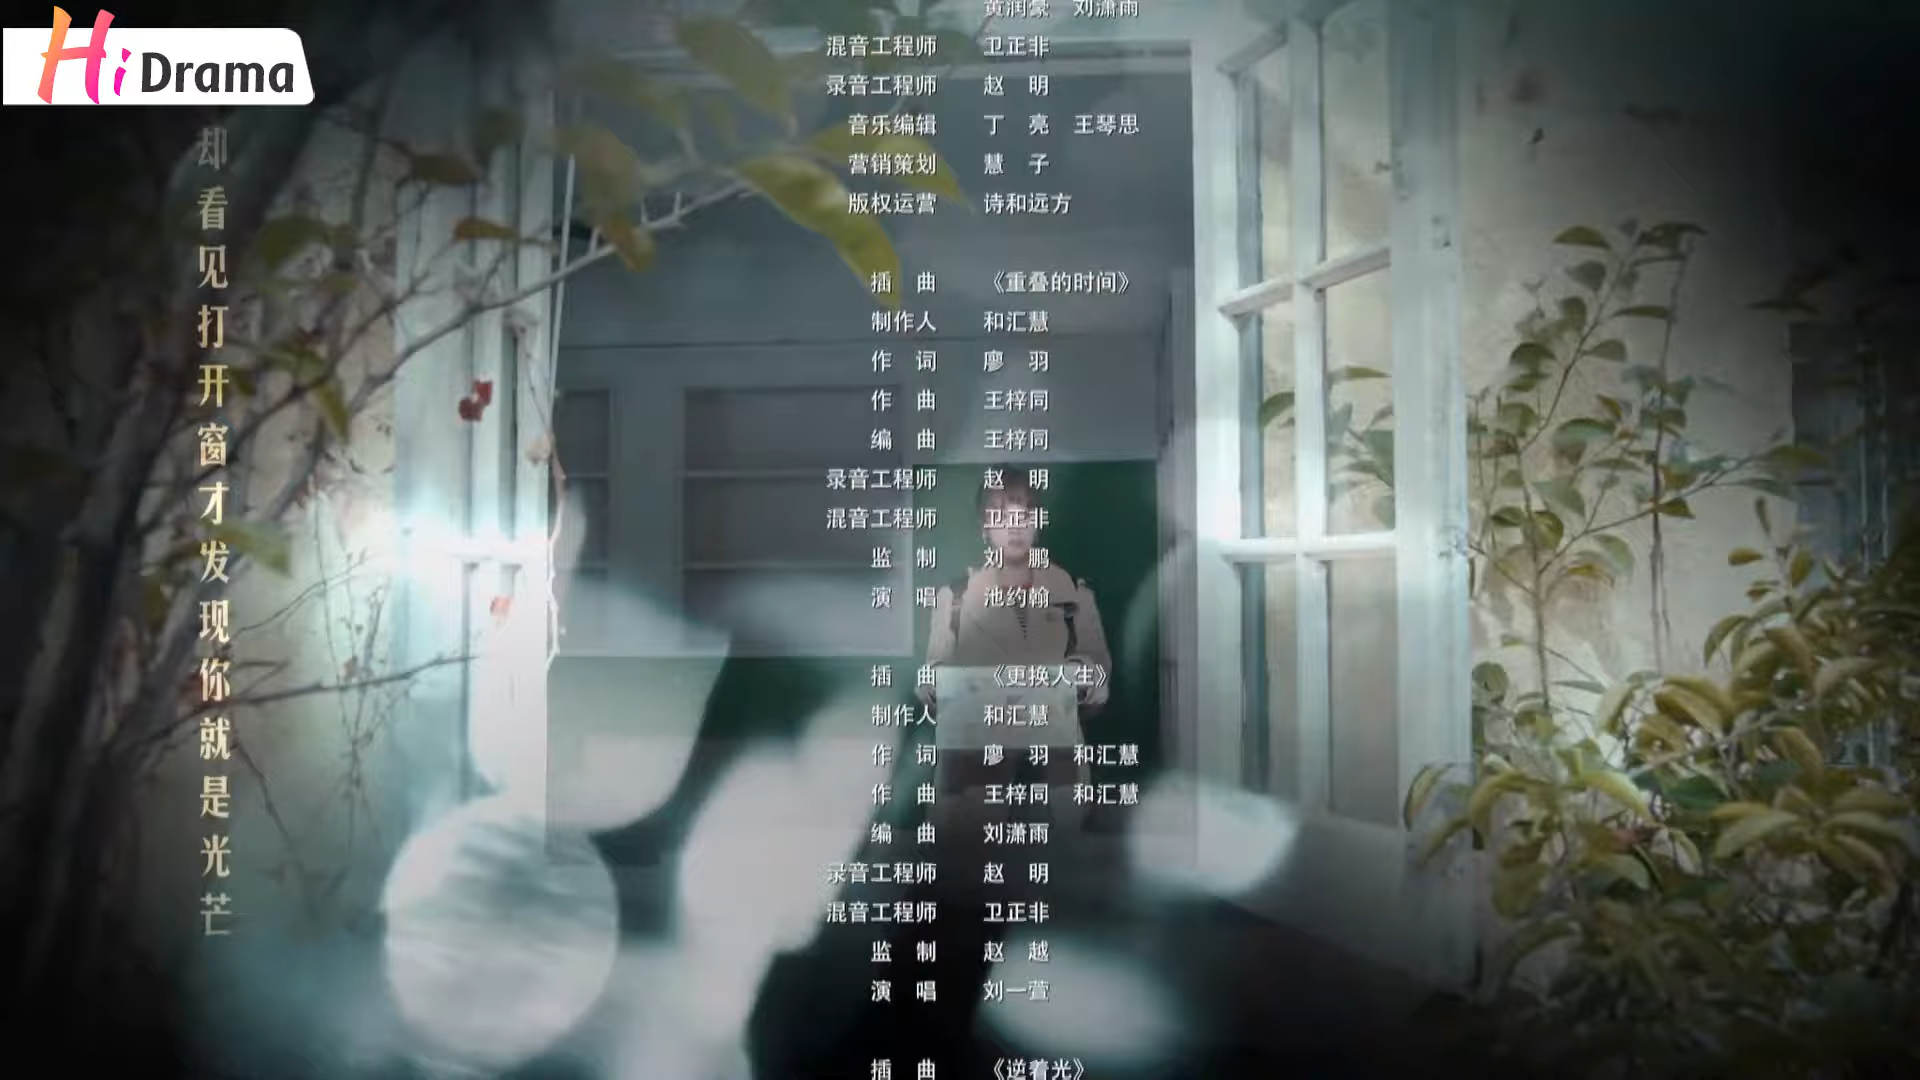 Hi Drama
却看见打开窗才发现你就是光芒
黄润豪 刘潇雨
混音工程师 卫正非
录音工程师 赵 明
音乐编辑 丁 亮 王琴思
营销策划 慧 子
版权运营 诗和远方
插 曲 《重叠的时间》
制作人 和汇慧
作 词 廖 羽
作 曲 王梓同
编 曲 王梓同
录音工程师 赵 明
混音工程师 卫正非
监 制 刘 鹏
演 唱 池约翰
插 曲 《更换人生》
制作人 和汇慧
作 词 廖 羽 和汇慧
作 曲 王梓同 和汇慧
编 曲 刘潇雨
录音工程师 赵 明
混音工程师 卫正非
监 制 赵 越
演 唱 刘一萱
插 曲 《逆着光》